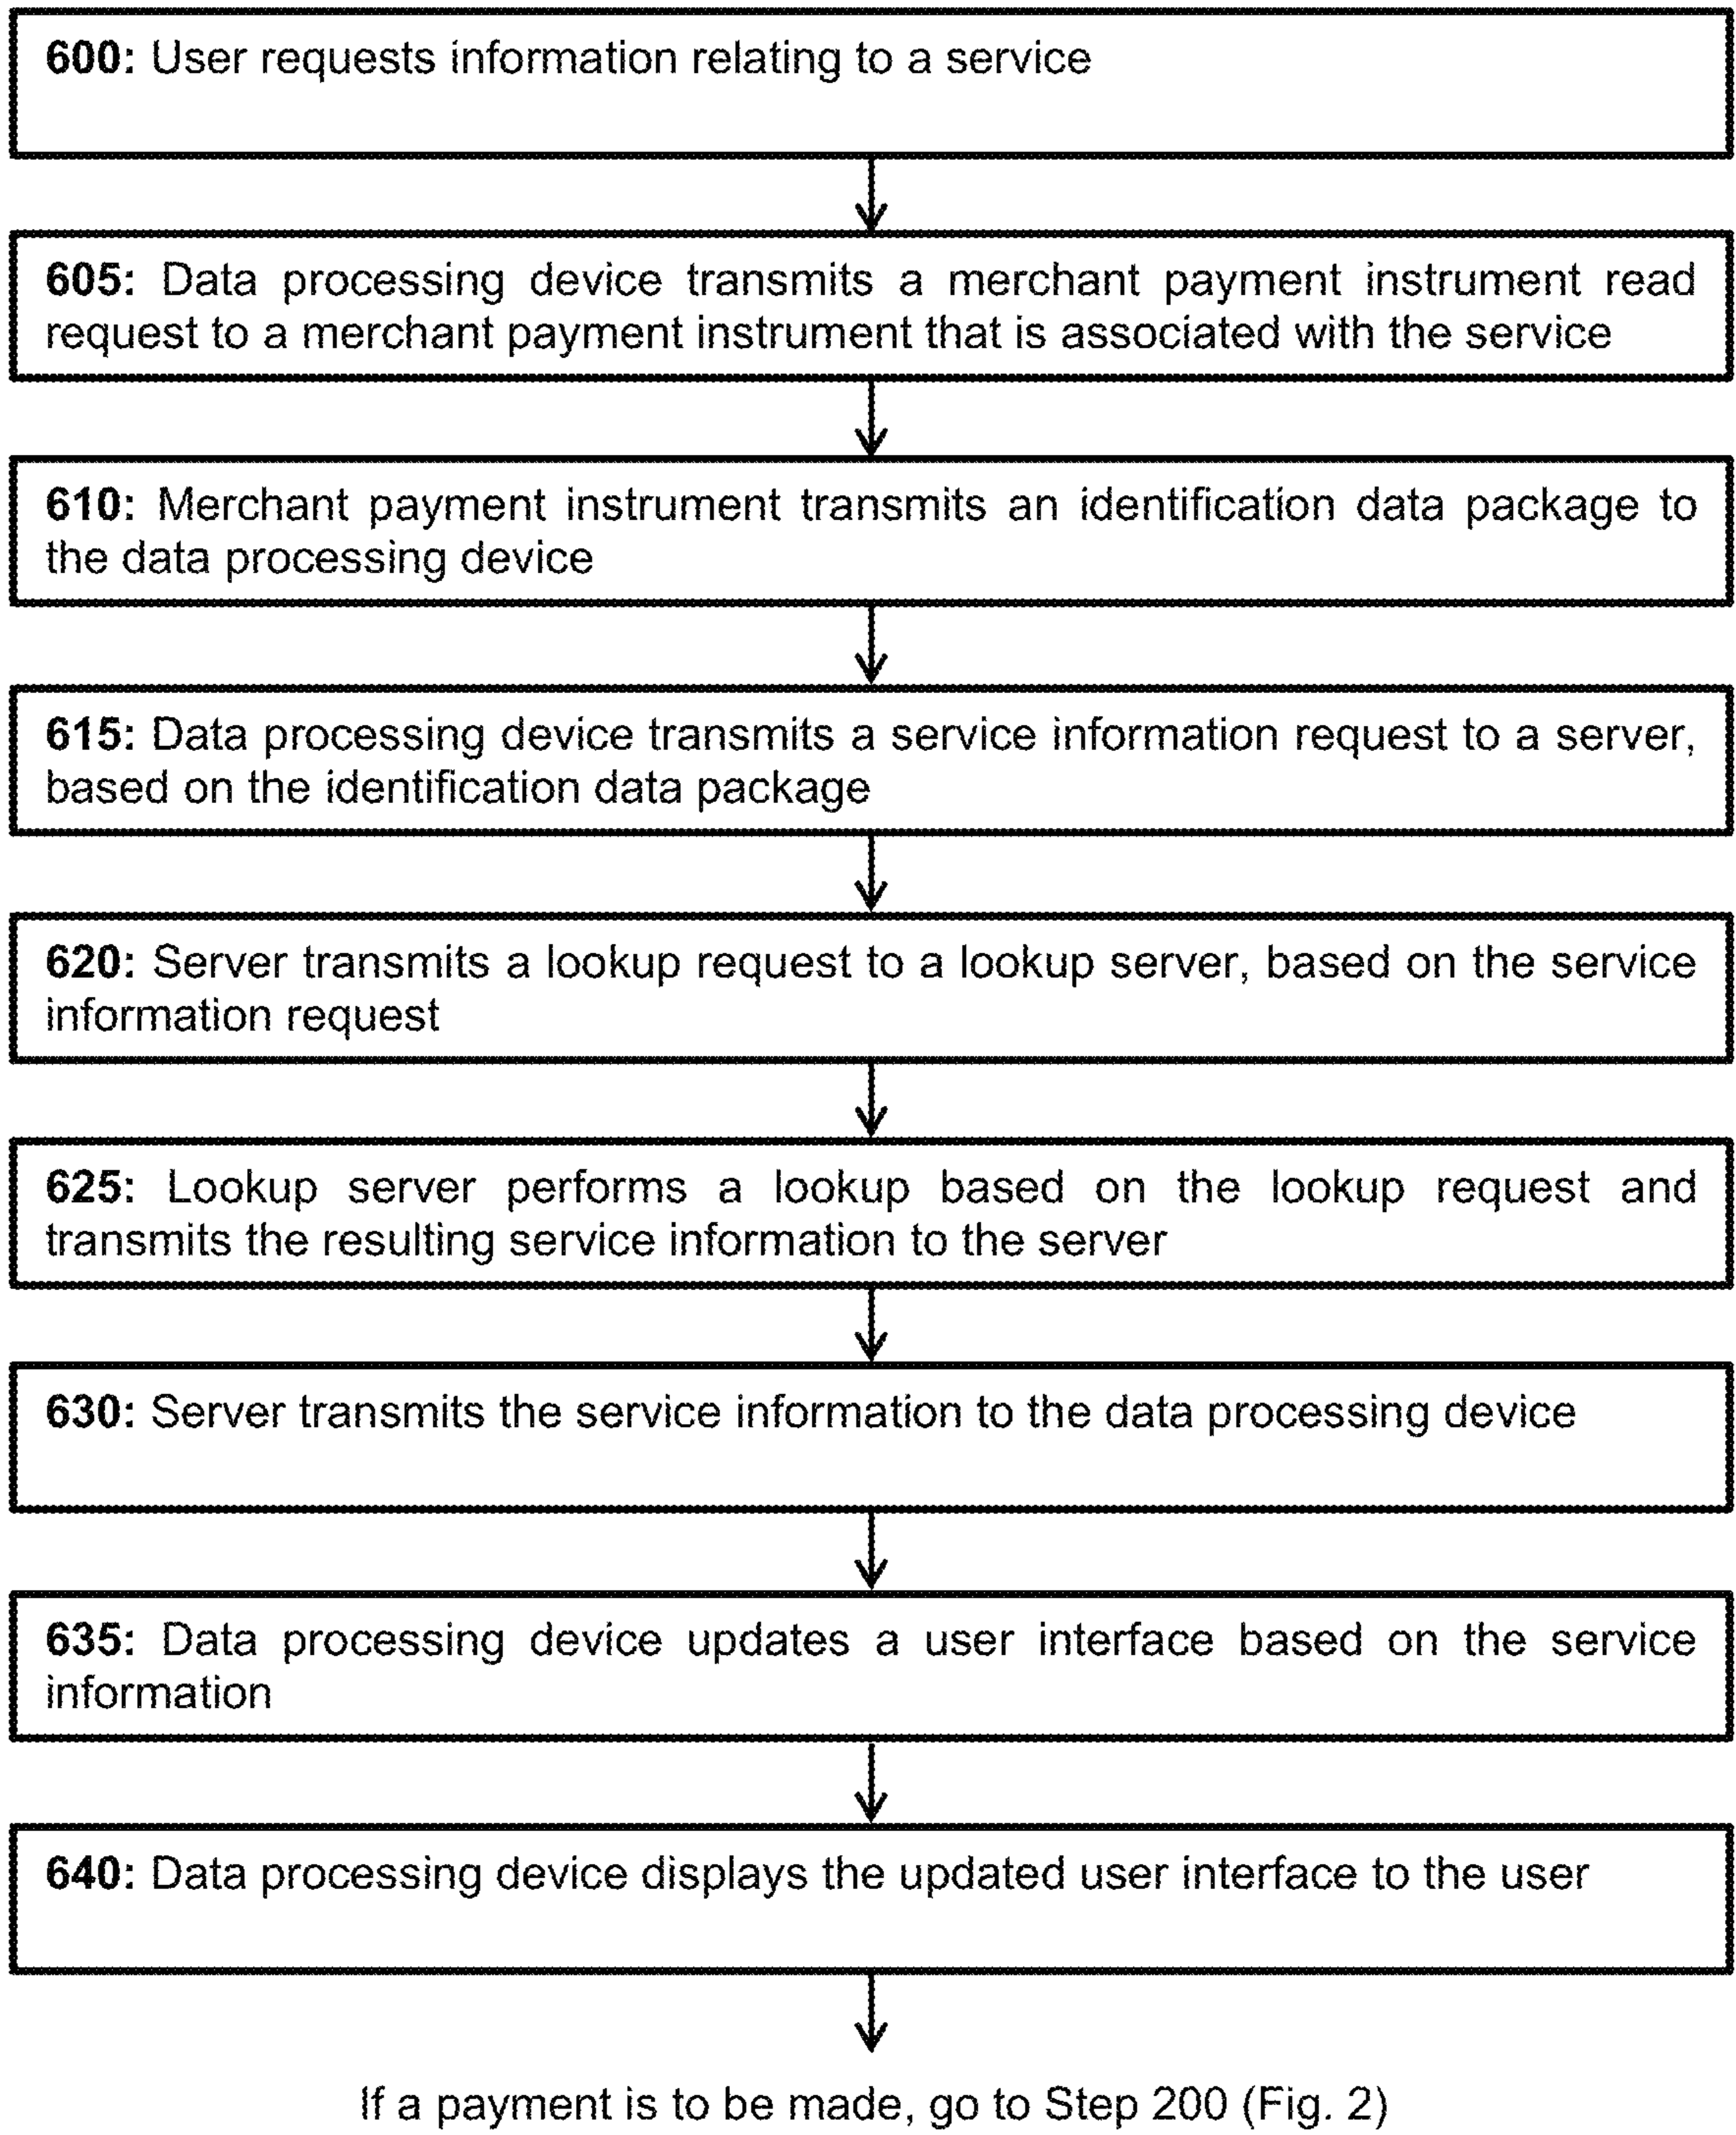 600: User requests information relating to a service
605: Data processing device transmits a merchant payment instrument read
request to a merchant payment instrument that is associated with the service
610: Merchant payment instrument transmits an identification data package to
the data processing device
615: Data processing device transmits a service information request to a server,
based on the identification data package
620: Server transmits a lookup request to a lookup server, based on the service
information request
625: Lookup server performs a lookup based on the lookup request and
transmits the resulting service information to the server
630: Server transmits the service information to the data processing device
635: Data processing device updates a user interface based on the service
information
640: Data processing device displays the updated user interface to the user
If a payment is to be made, go to Step 200 (Fig. 2)